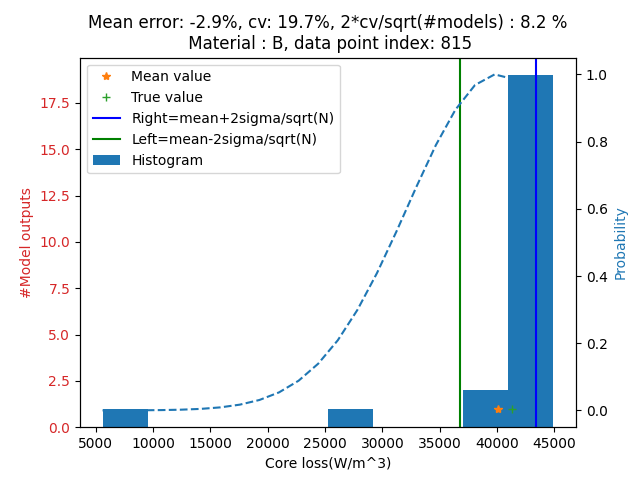 Mean error: -2.9%, cv: 19.7%, 2*cv/sqrt(#models) : 8.2 %
Material : B, data point index: 815
Mean value
True value
Right=mean+2sigma/sqrt(N)
Left=mean-2sigma/sqrt(N)
Histogram
#Model outputs
17.5
15.0
12.5
10.0
7.5
5.0
2.5
0.0
1.0
0.8
0.6
0.4
0.2
0.0
Probability
5000 10000 15000 20000 25000 30000 35000 40000 45000
Core loss(W/m^3)